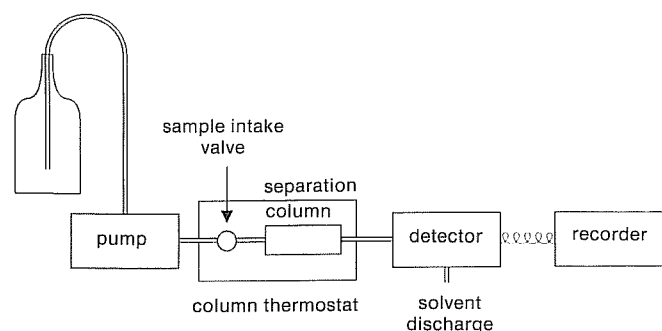 sample intake
valve
separation
column
pump
detector
recorder
column thermostat
solvent
discharge